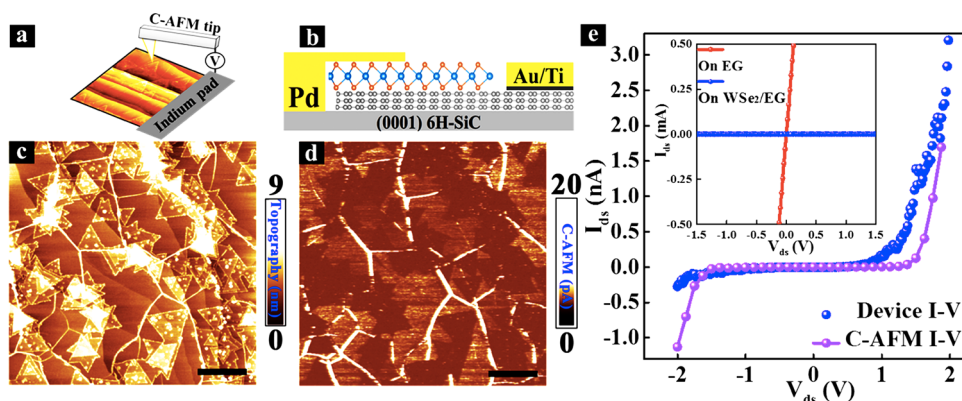 a
C-AFM tip
V
Indium pad
b
Pd
Au/Ti
(0001) 6H-SiC
c
9
Topography (nm)
0
d
20
C-AFM (pA)
0
e
I_ds (nA)
3.0
2.5
2.0
1.5
1.0
0.5
0.0
-0.5
-1.0
-2
-1
0
1
2
V_ds (V)
Device I-V
C-AFM I-V
On EG
On WSe₂/EG
I_ds (mA)
0.50
0.25
0.00
-0.25
-0.50
-1.5
-1.0
-0.5
0.0
0.5
1.0
1.5
V_ds (V)